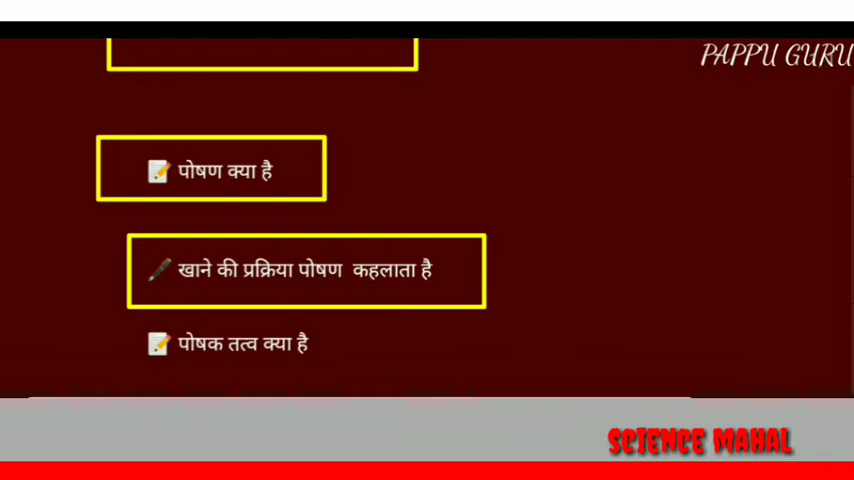 PAPPU GURU
📝 पोषण क्या है
🖋️ खाने की प्रक्रिया पोषण कहलाता है
📝 पोषक तत्व क्या है
SCIENCE MAHAL